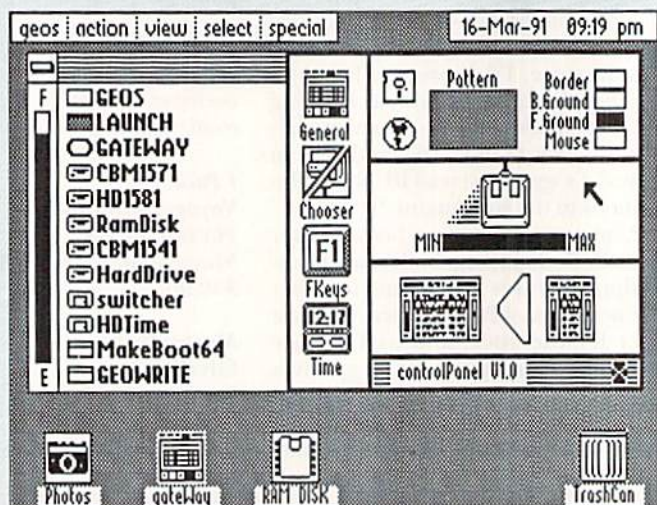 geos action view select special
16-Mar-91 09:19 pm
F
GEOS
LAUNCH
GATEWAY
CBM1571
HD1581
RamDisk
CBM1541
HardDrive
switcher
HDTime
MakeBoot64
GEOWRITE
E
General
Chooser
F1
FKeys
12:17
Time
Pattern
Border
B.Ground
F.Ground
Mouse
MIN MAX
controlPanel V1.0
Photos
gateWay
RAM DISK
TrashCan